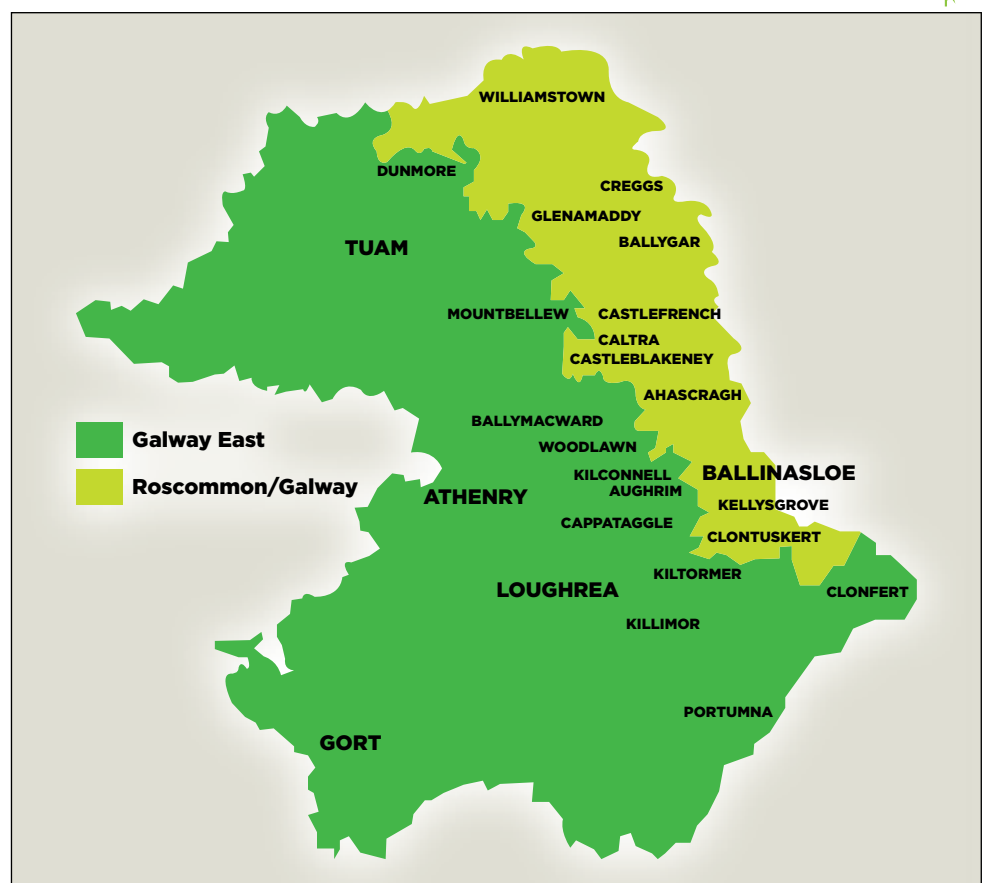 WILLIAMSTOWN
DUNMORE
CREGGS
GLENAMADDY
BALLYGAR
TUAM
MOUNTBELLEW
CASTLEFRENCH
CALTRA
CASTLEBLAKENEY
AHASCRAGH
BALLYMACWARD
Galway East
WOODLAWN
BALLINASLOE
KILCONNELL
Roscommon/Galway
AUGHRIM
ATHENRY
KELLYSGROVE
CAPPATAGGLE
CLONTUSKERT
KILTORMER
LOUGHREA
CLONFERT
KILLIMOR
PORTUMNA
GORT